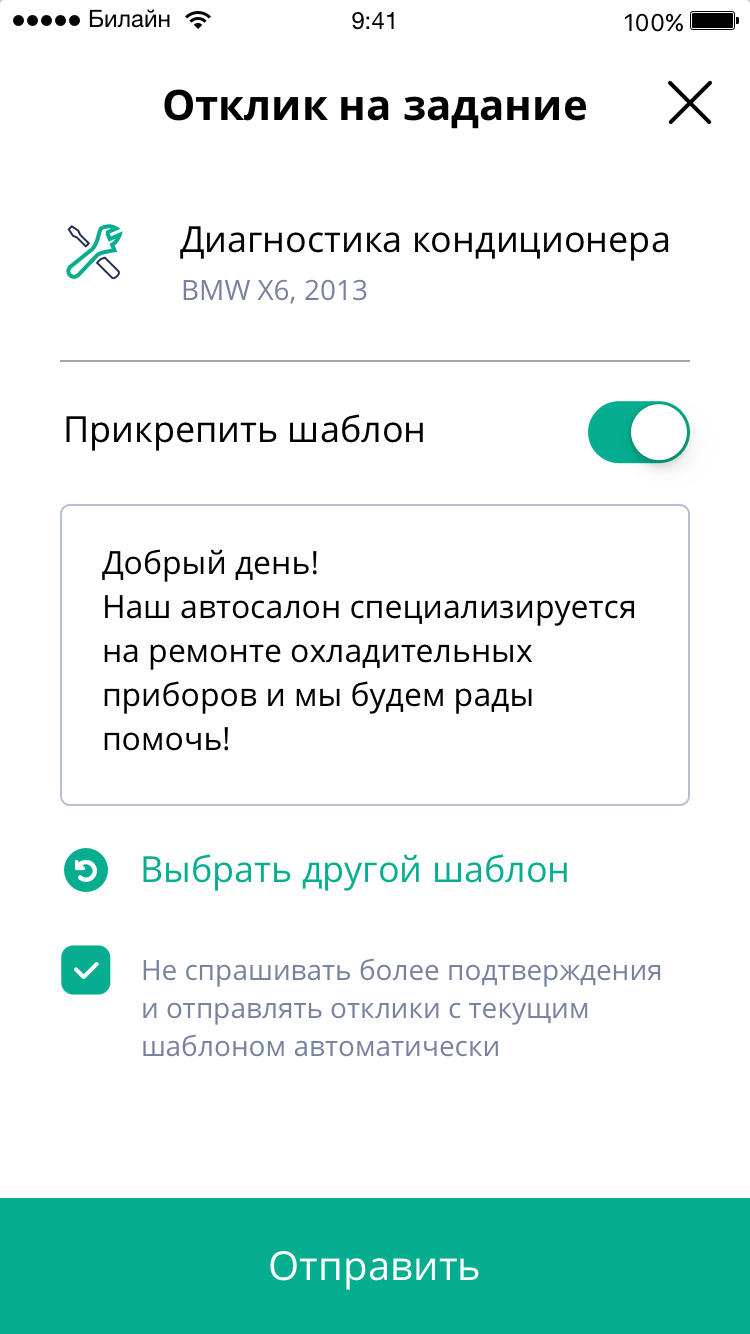 Билайн 9:41 100%
Отклик на задание
Диагностика кондиционера
BMW X6, 2013
Прикрепить шаблон
Добрый день!
Наш автосалон специализируется
на ремонте охладительных
приборов и мы будем рады
помочь!
Выбрать другой шаблон
Не спрашивать более подтверждения
и отправлять отклики с текущим
шаблоном автоматически
Отправить